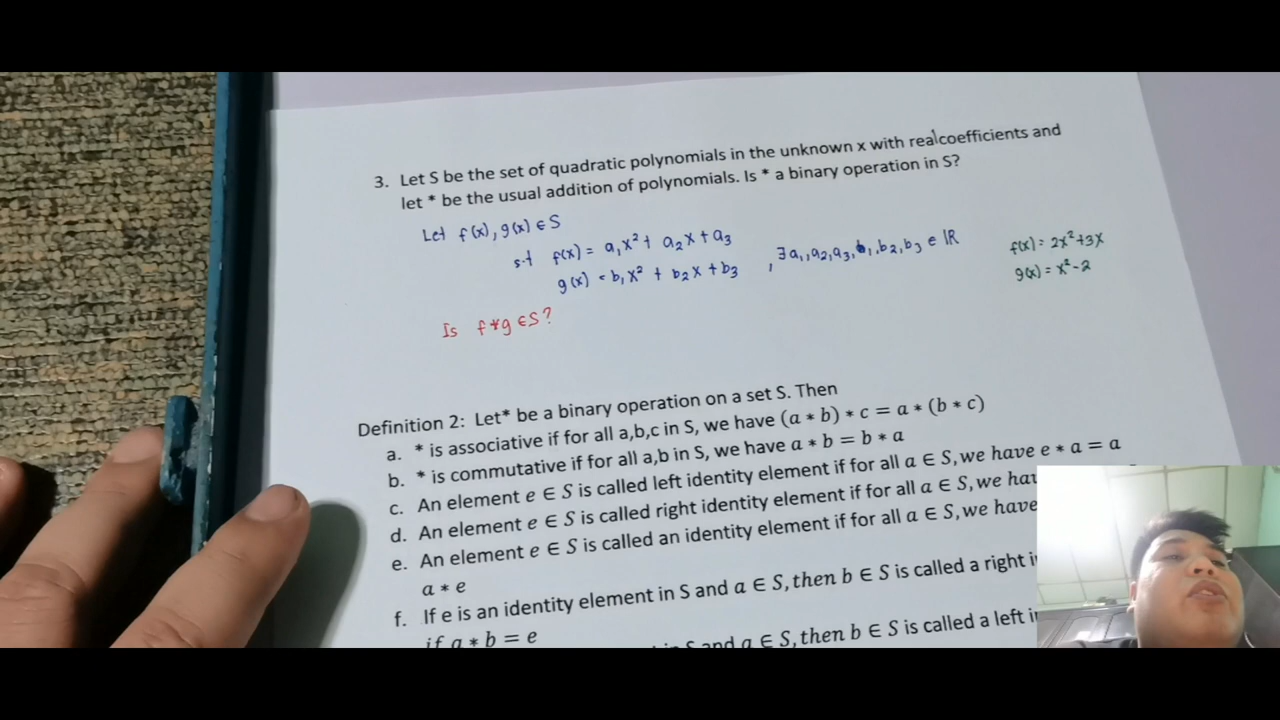 3. Let S be the set of quadratic polynomials in the unknown x with real coefficients and
let * be the usual addition of polynomials. Is * a binary operation in S?
Let f(x), g(x) ∈ S
s.t f(x) = a₁x² + a₂x + a₃
g(x) = b₁x² + b₂x + b₃ , ∃ a₁, a₂, a₃, b₁, b₂, b₃ ∈ ℝ
f(x) = 2x² + 3x
g(x) = x² - 2
Is f*g ∈ S?
Definition 2: Let* be a binary operation on a set S. Then
a. * is associative if for all a,b,c in S, we have (a * b) * c = a * (b * c)
b. * is commutative if for all a,b in S, we have a * b = b * a
c. An element e ∈ S is called left identity element if for all a ∈ S, we have e * a = a
d. An element e ∈ S is called right identity element if for all a ∈ S, we
e. An element e ∈ S is called an identity element if for all a ∈ S, we have
a * e
f. If e is an identity element in S and a ∈ S, then b ∈ S is called a right
if a * b = e
in S and a ∈ S, then b ∈ S is called a left